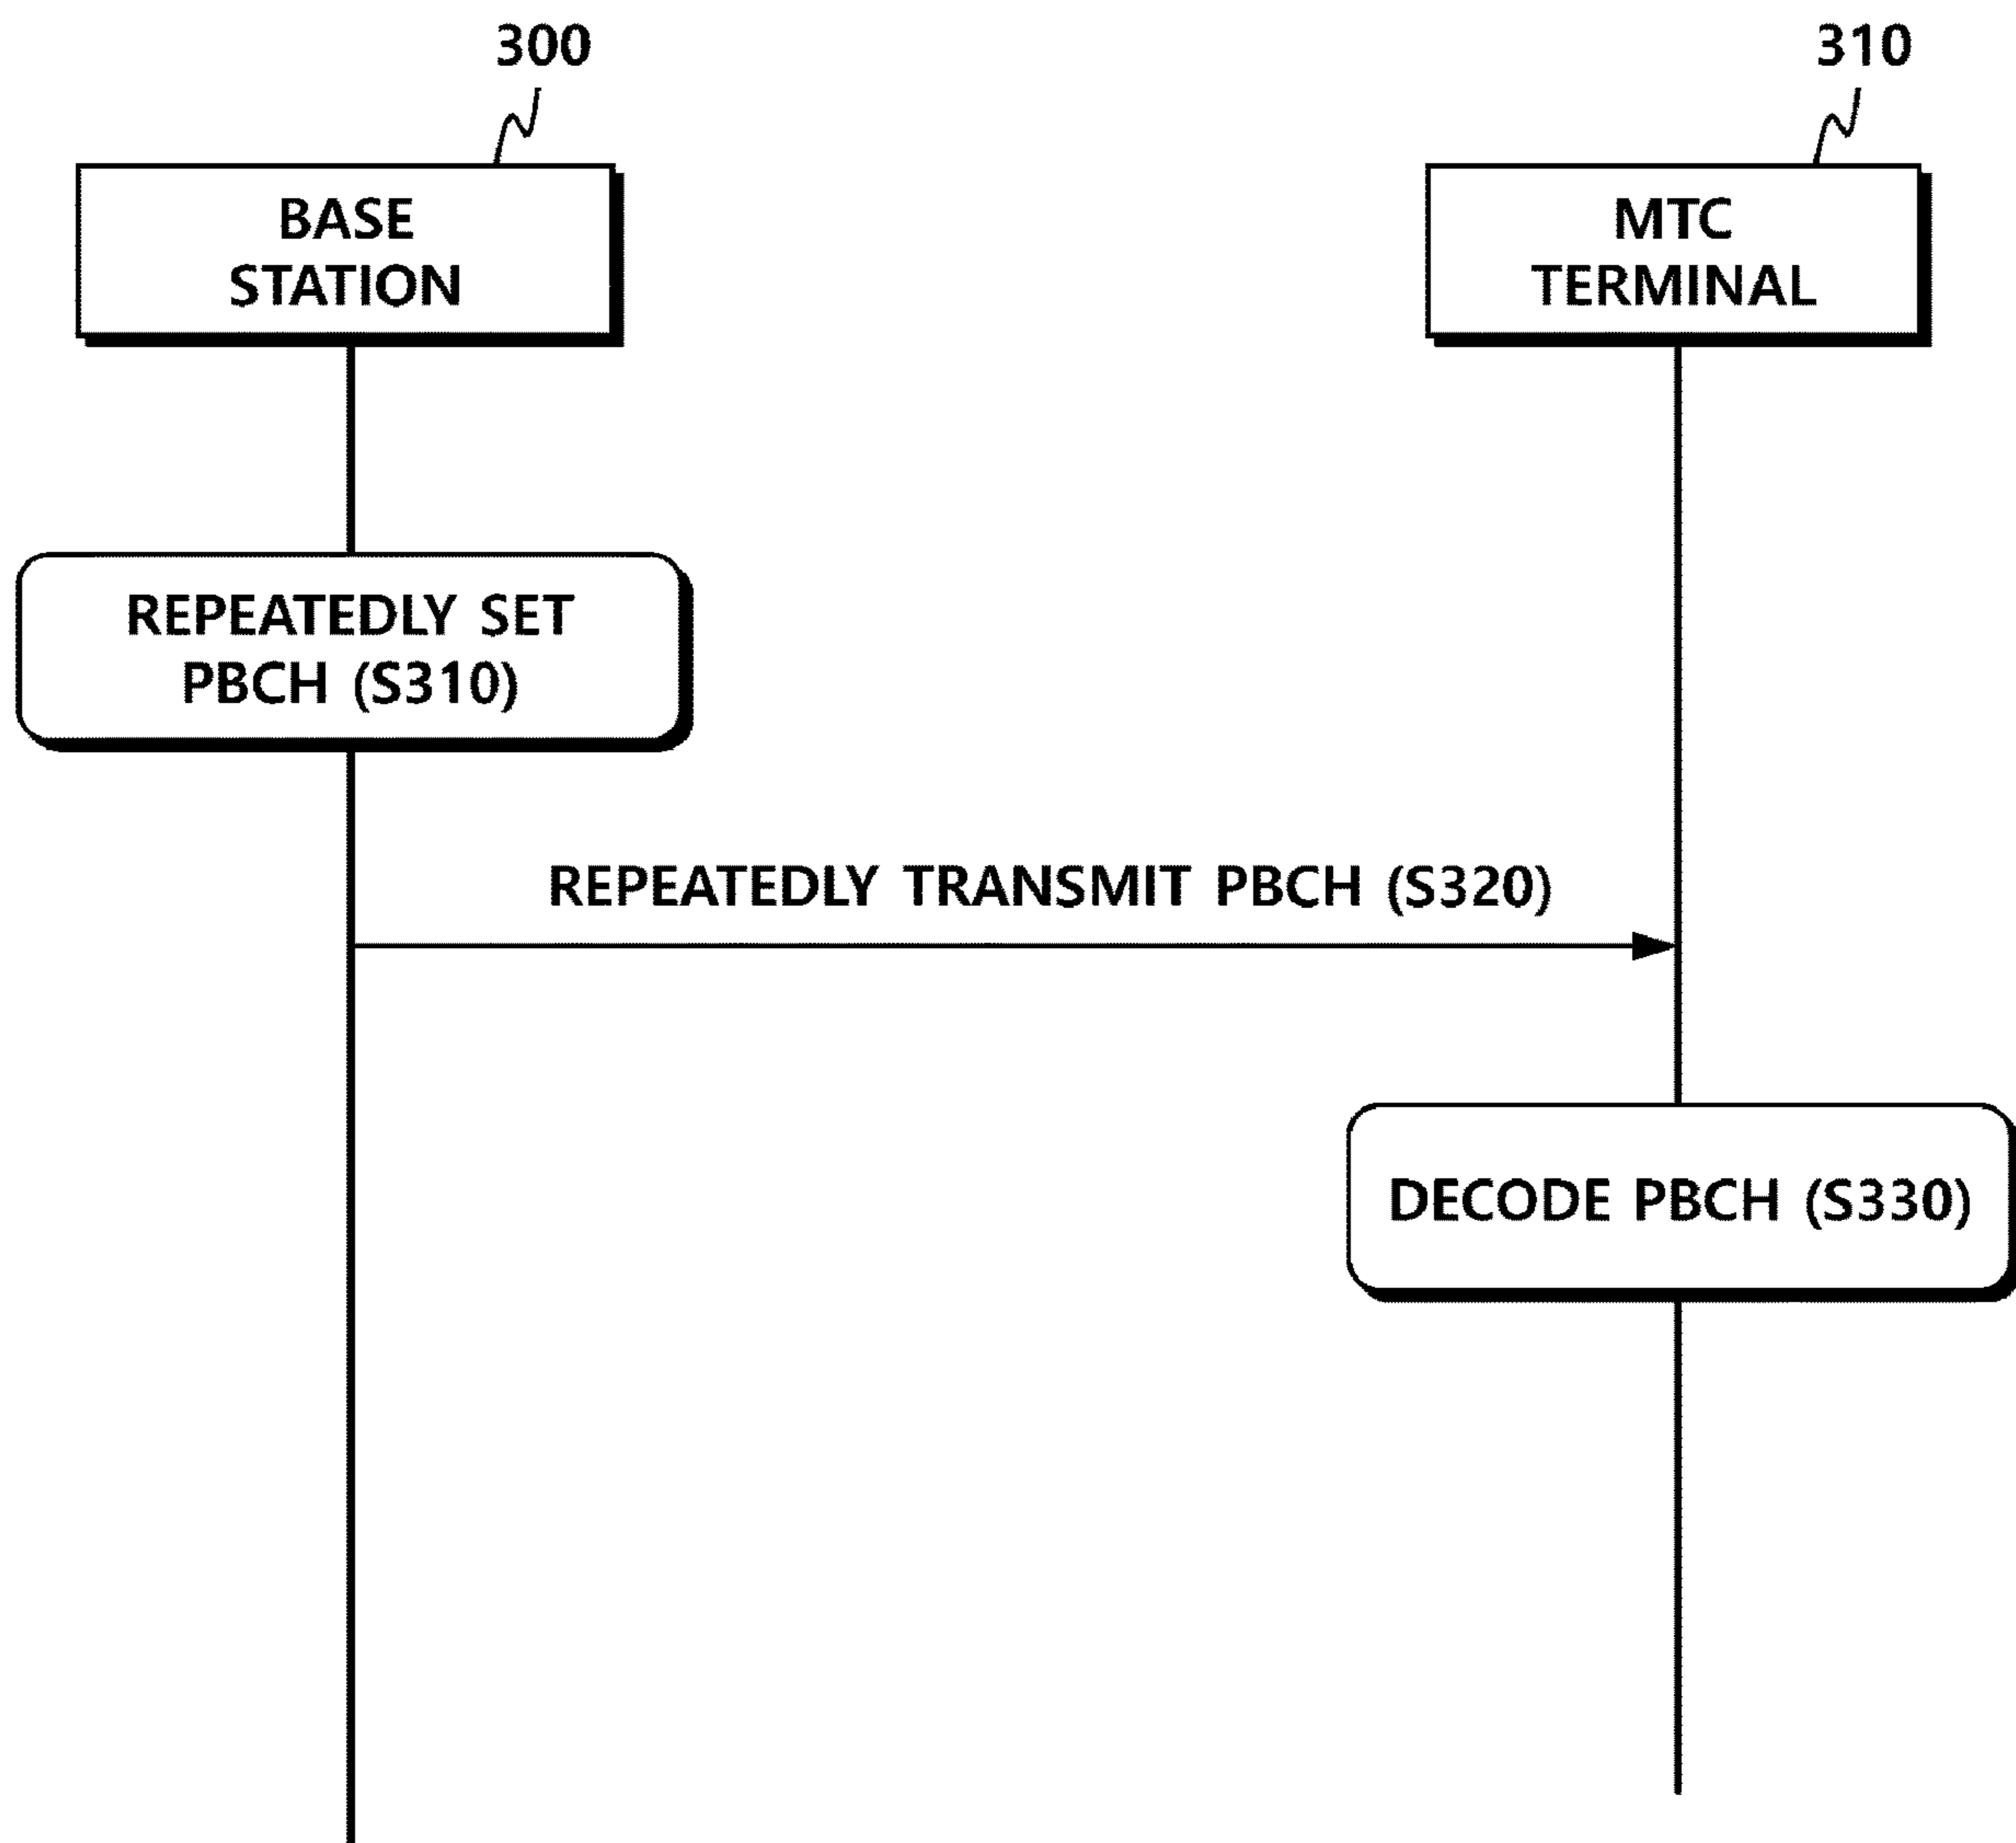 300
310
BASE
STATION
MTC
TERMINAL
REPEATEDLY SET
PBCH (S310)
REPEATEDLY TRANSMIT PBCH (S320)
DECODE PBCH (S330)